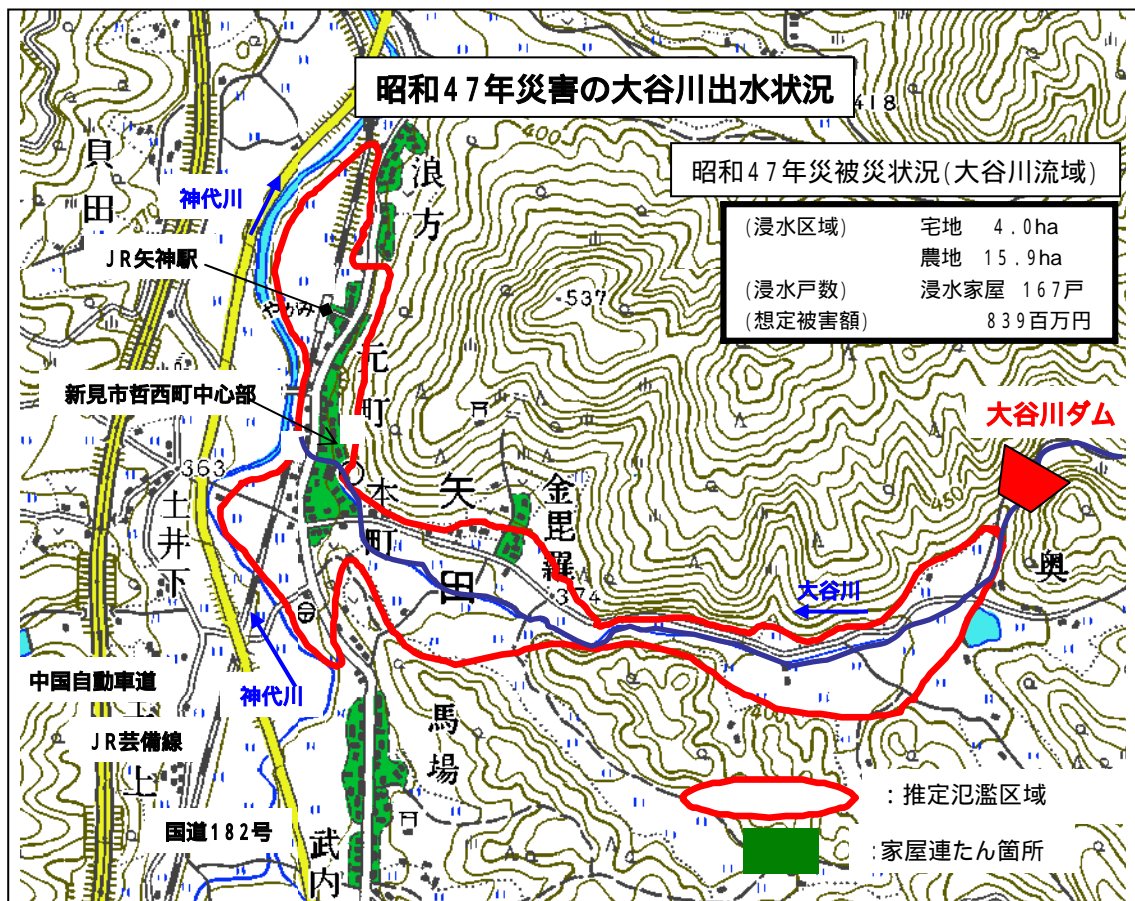 昭和47年災害の大谷川出水状況
418
400
貝田
浪方
昭和47年災被災状況(大谷川流域)
神代川
(浸水区域) 宅地 4.0ha
農地 15.9ha
(浸水戸数) 浸水家屋 167戸
(想定被害額) 839百万円
370
JR矢神駅
537
やがみ
元町
新見市哲西町中心部
大谷川ダム
363
本町
矢田
金毘羅
450
土井下
374
奥
大谷川
中国自動車道
神代川
馬場
400
JR芸備線
上
:推定氾濫区域
国道182号
武内
:家屋連たん箇所